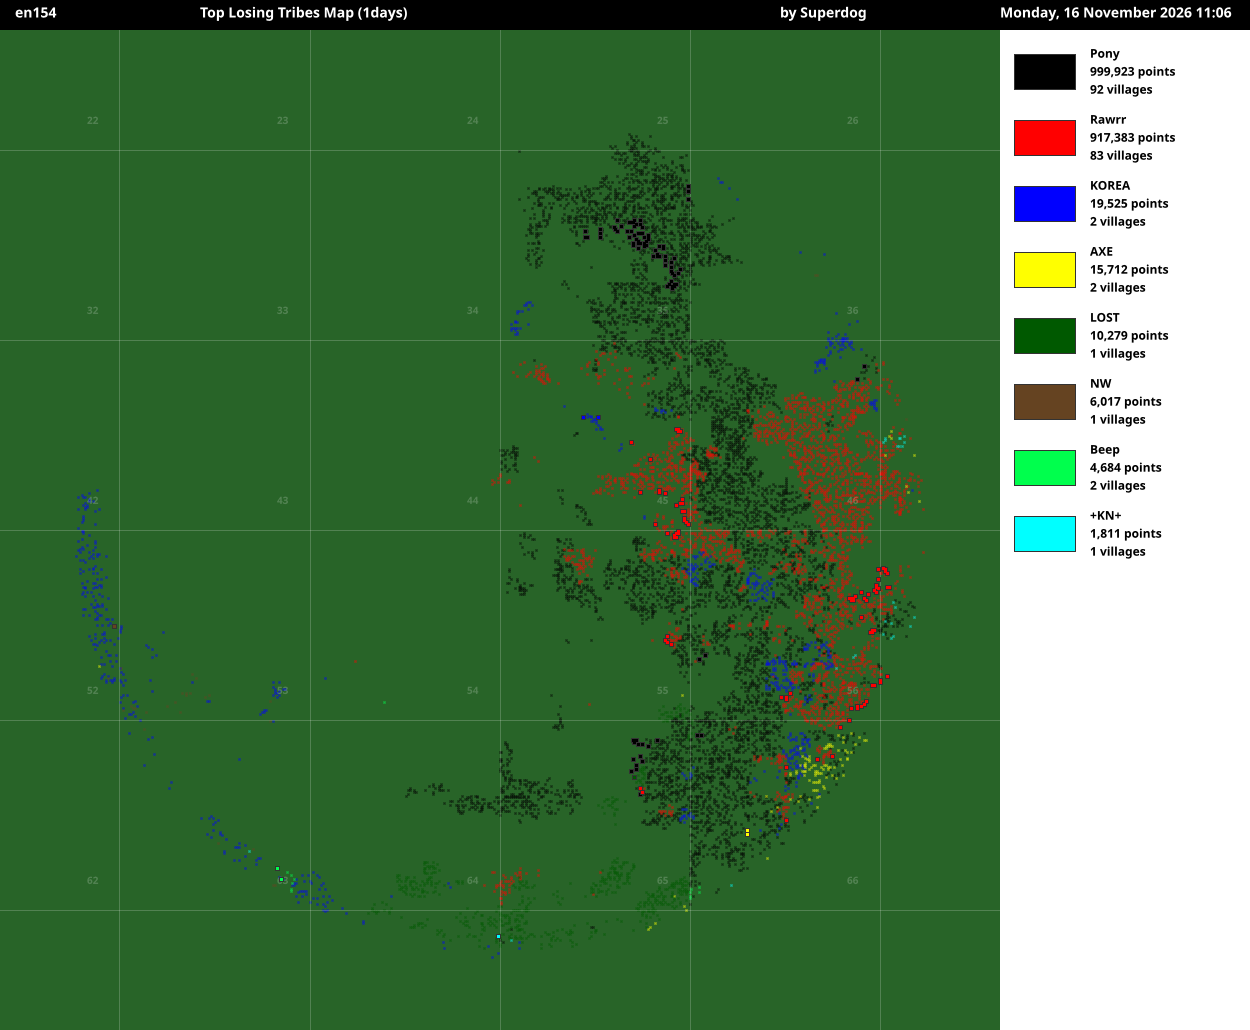 en154 Top Losing Tribes Map (1days) by Superdog Monday, 16 November 2026 11:06
Pony
999,923 points
92 villages
Rawrr
917,383 points
83 villages
KOREA
19,525 points
2 villages
AXE
15,712 points
2 villages
LOST
10,279 points
1 villages
NW
6,017 points
1 villages
Beep
4,684 points
2 villages
+KN+
1,811 points
1 villages
22 23 24 25 26
32 33 34 35 36
42 43 44 45 46
52 53 54 55 56
62 63 64 65 66